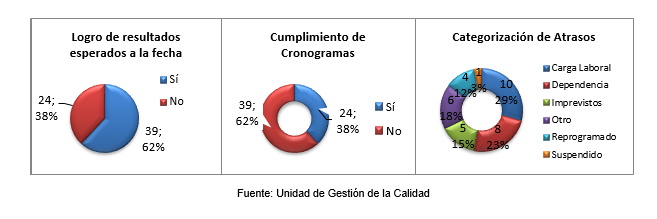 Logro de resultados
esperados a la fecha
24;
38%
39;
62%
Sí
No
Cumplimiento de
Cronogramas
39;
62%
24;
38%
Sí
No
Categorización de Atrasos
1
3%
4
12%
10
29%
6
18%
5
15%
8
23%
Carga Laboral
Dependencia
Imprevistos
Otro
Reprogramado
Suspendido
Fuente: Unidad de Gestión de la Calidad